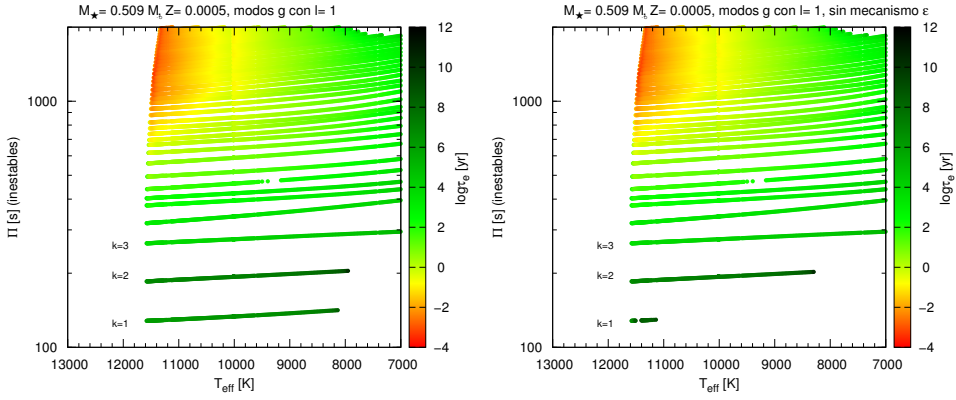 M★= 0.509 M☉ Z= 0.0005, modos g con l= 1
Π [s] (inestables)
1000
100
k=3
k=2
k=1
13000 12000 11000 10000 9000 8000 7000
T_eff [K]
12
10
8
6
4
2
0
−2
−4
logτ_e [yr]
M★= 0.509 M☉ Z= 0.0005, modos g con l= 1, sin mecanismo ε
Π [s] (inestables)
1000
100
k=3
k=2
k=1
13000 12000 11000 10000 9000 8000 7000
T_eff [K]
12
10
8
6
4
2
0
−2
−4
logτ_e [yr]